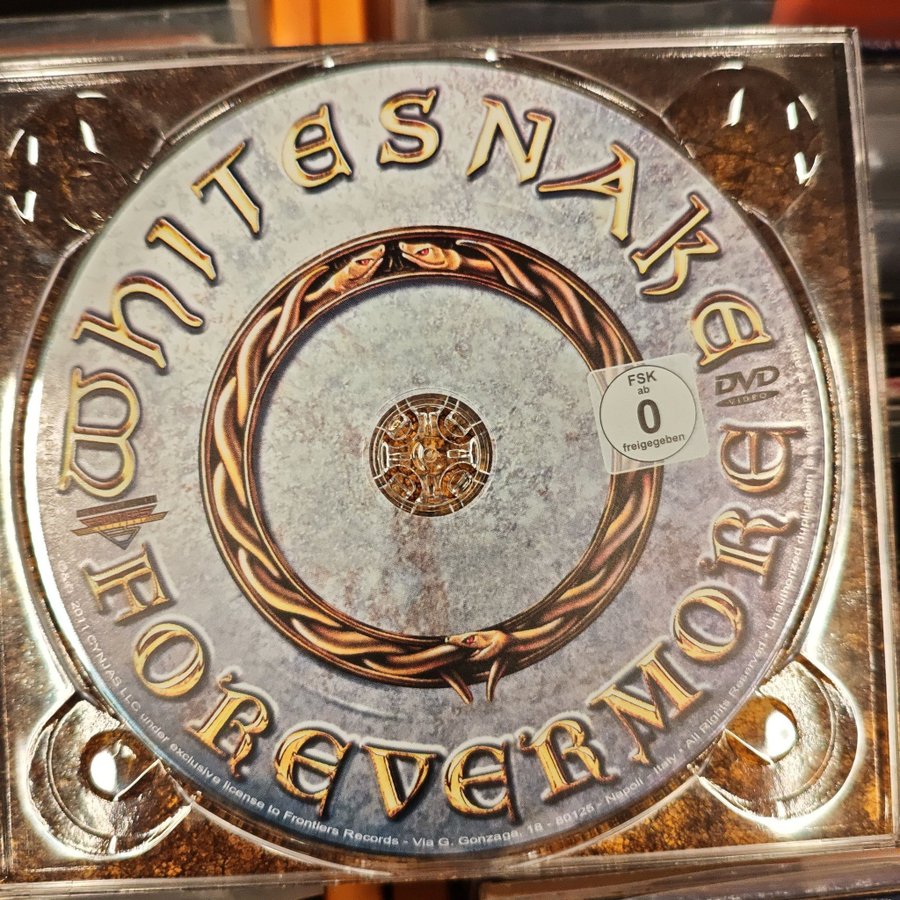 WHITESNAKE
FOREVERMORE
DVD
VIDEO
FSK
ab
0
freigegeben
2011 CYNJAS LLC under exclusive license to Frontiers Records - Via G. Gonzaga, 18 - 80125 - Napoli - Italy - All Rights Reserved - Unauthorized duplication